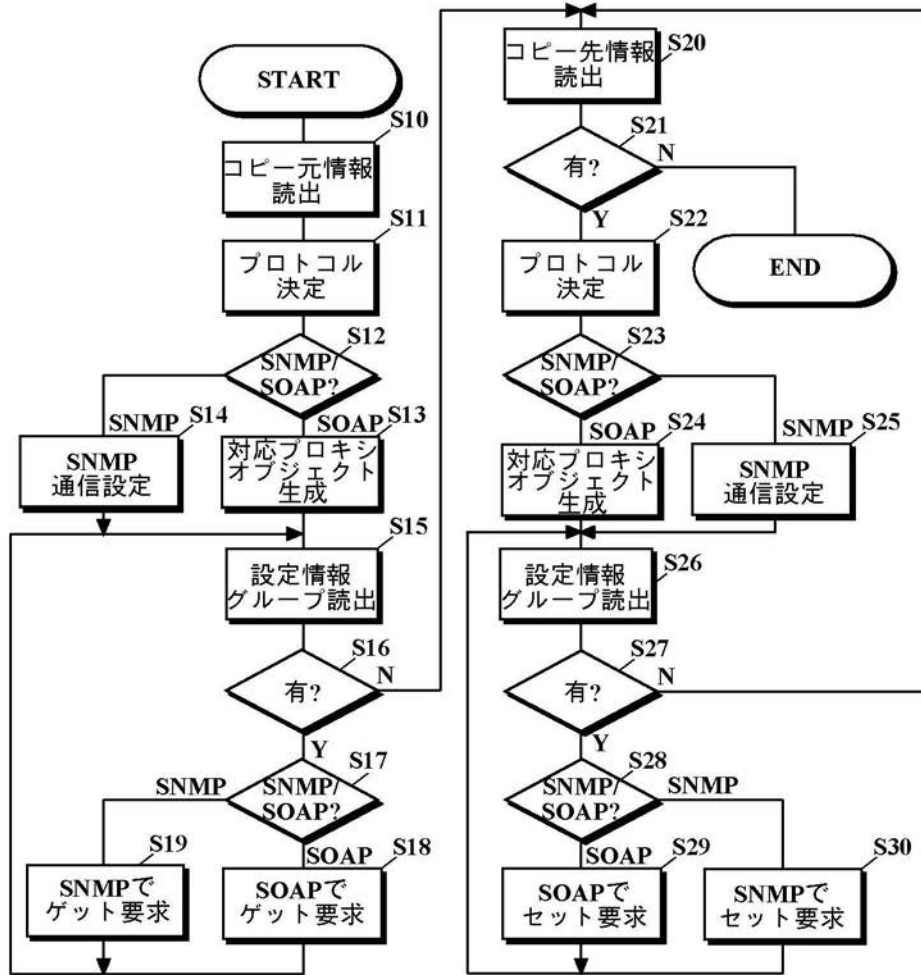 START
S10
コピー元情報
読出
S11
プロトコル
決定
S12
SNMP/
SOAP?
SNMP
S14
SOAP
S13
SNMP
通信設定
対応プロキシ
オブジェクト
生成
S15
設定情報
グループ読出
S16
有?
N
Y
S17
SNMP/
SOAP?
SNMP
S19
SOAP
S18
SNMPで
ゲット要求
SOAPで
ゲット要求
S20
コピー先情報
読出
S21
有?
N
Y
S22
プロトコル
決定
END
S23
SNMP/
SOAP?
SOAP
S24
SNMP
S25
対応プロキシ
オブジェクト
生成
SNMP
通信設定
S26
設定情報
グループ読出
S27
有?
N
Y
S28
SNMP/
SOAP?
SNMP
SOAP
S29
S30
SOAPで
セット要求
SNMPで
セット要求